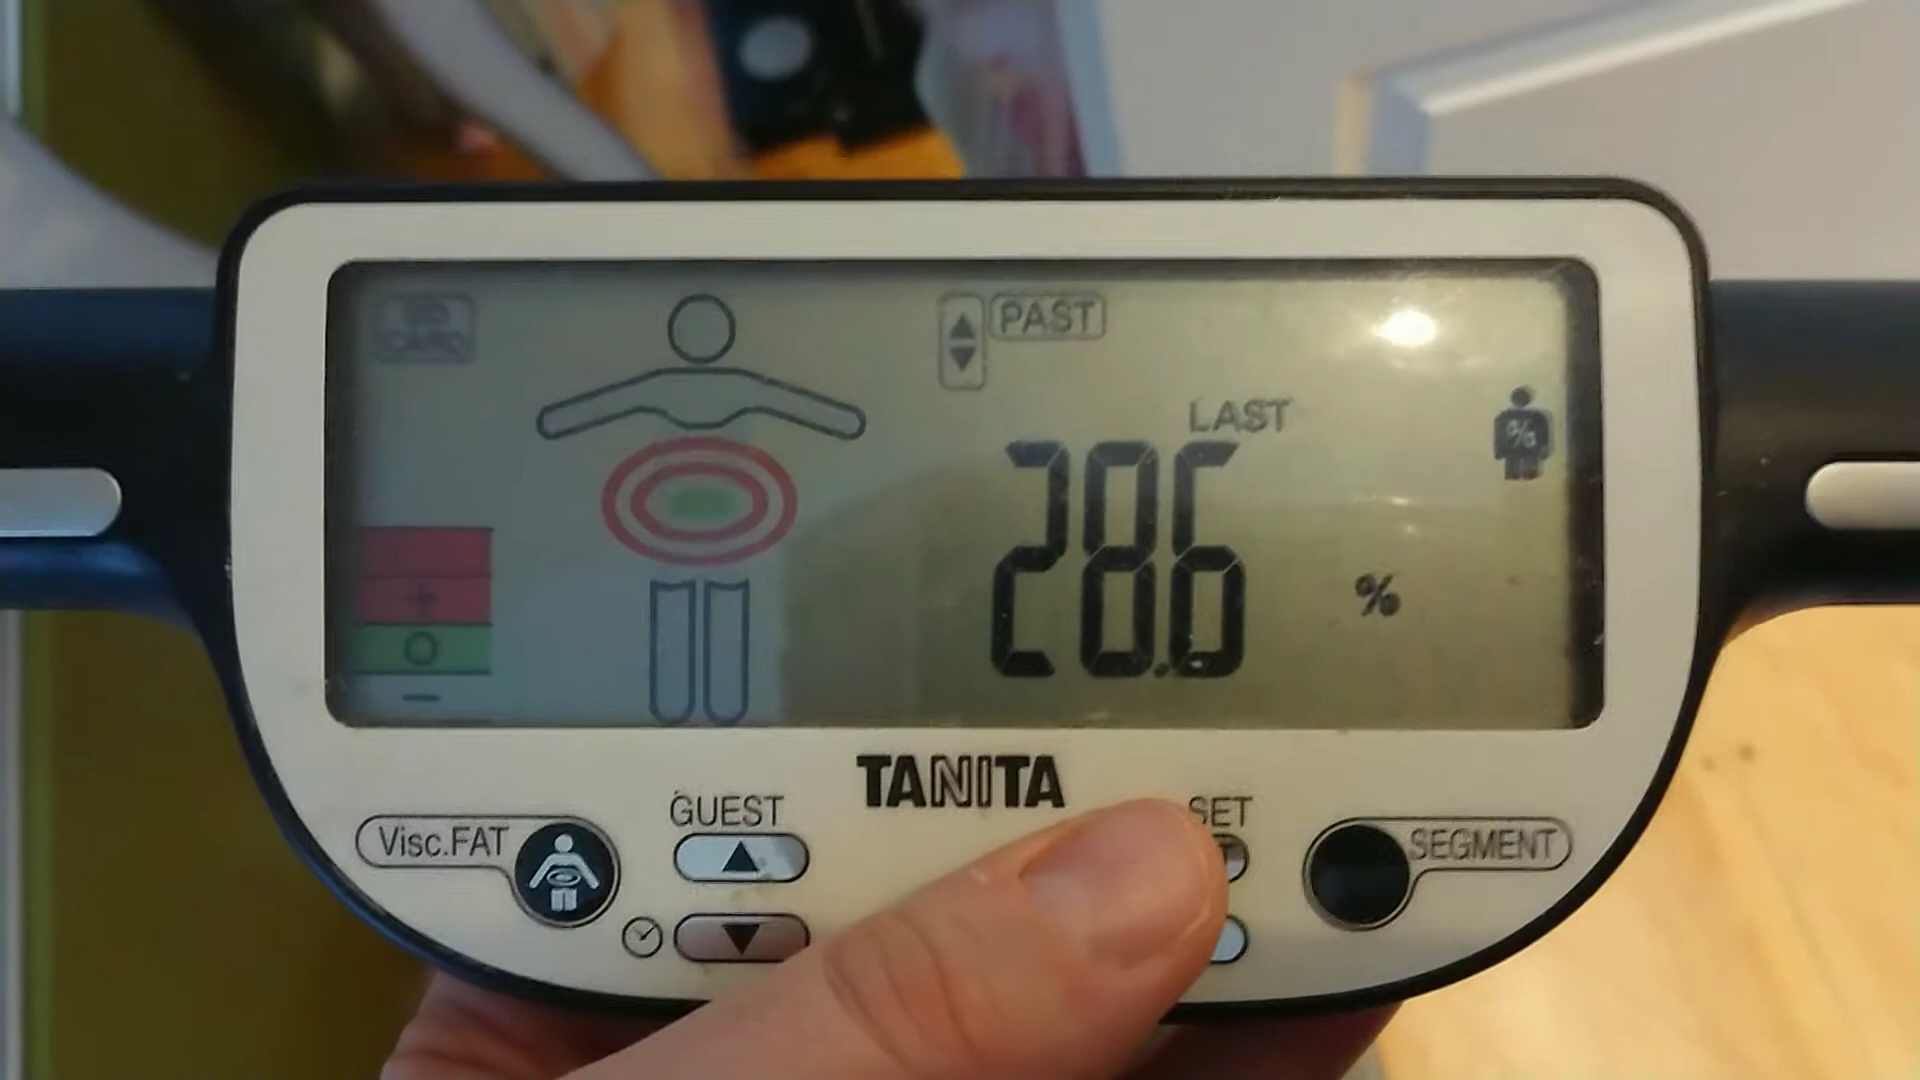 SD
CARD
PAST
LAST
28.6
%
%
+
O
−
TANITA
Visc.FAT
GUEST
▲
▼
SET
SEGMENT